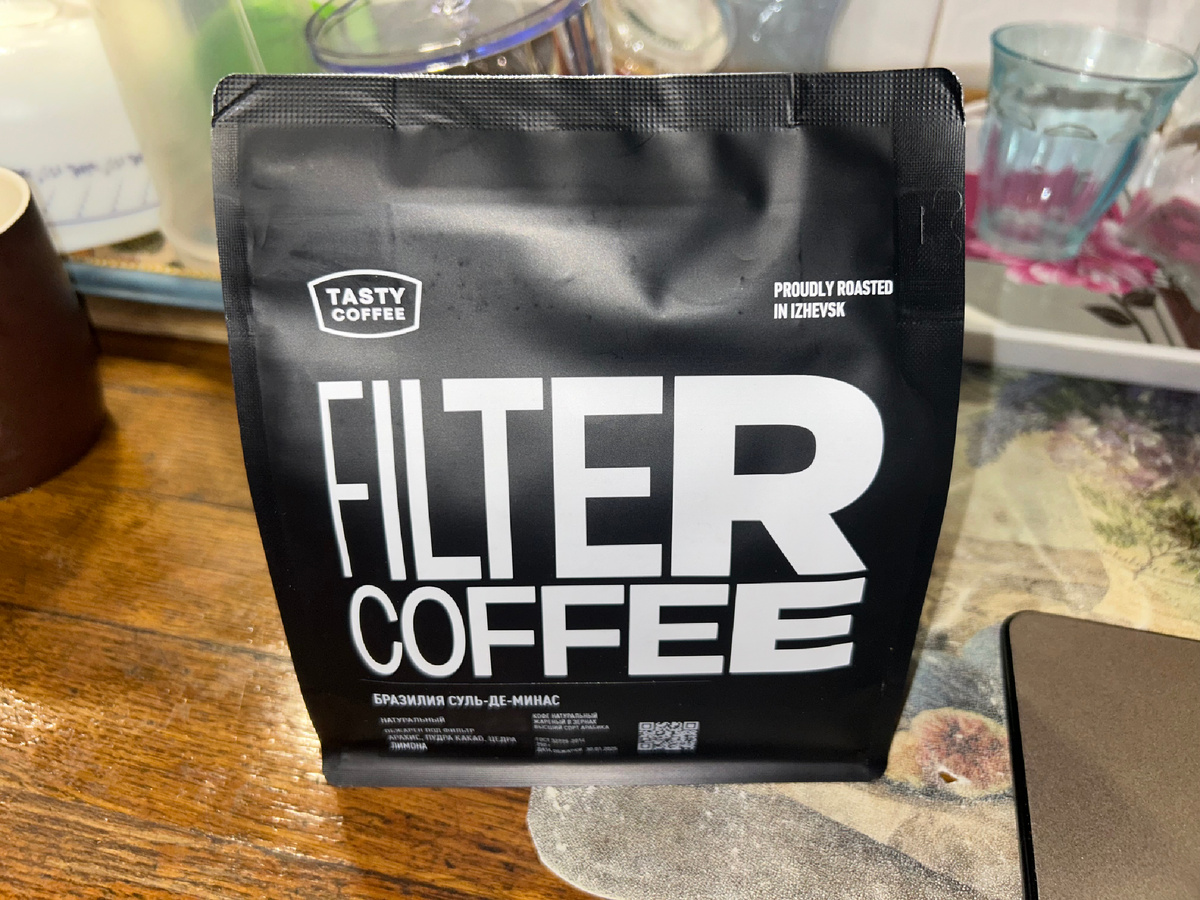 TASTY
COFFEE
PROUDLY ROASTED
IN IZHEVSK
FILTER
COFFEE
БРАЗИЛИЯ СУЛЬ-ДЕ-МИНАС
НАТУРАЛЬНЫЙ
ОБЖАРЕН ПОД ФИЛЬТР
АРАХИС, ПУДРА КАКАО, ЦЕДРА
ЛИМОНА
КОФЕ НАТУРАЛЬНЫЙ
ЖАРЕНЫЙ В ЗЕРНАХ
ВЫСШИЙ СОРТ АРАБИКА